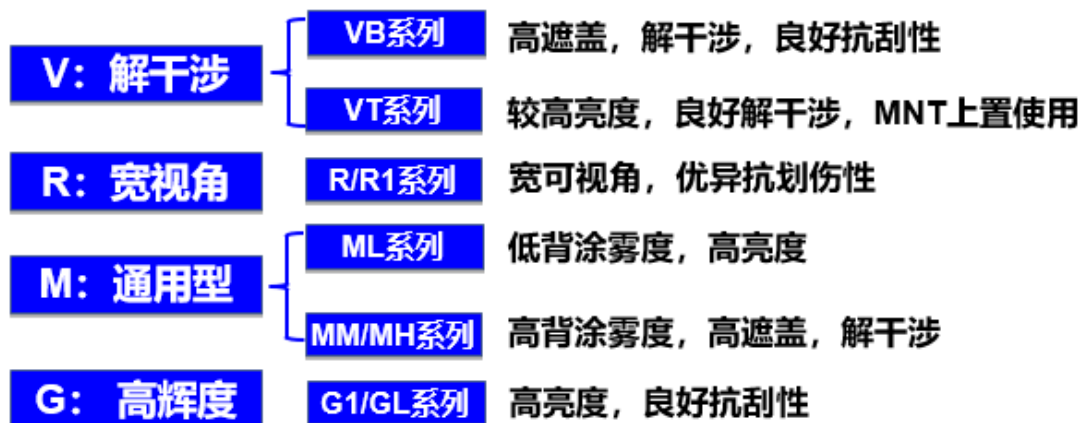 V：解干涉
VB系列 高遮盖，解干涉，良好抗刮性
VT系列 较高亮度，良好解干涉，MNT上置使用
R：宽视角
R/R1系列 宽可视角，优异抗划伤性
M：通用型
ML系列 低背涂雾度，高亮度
MM/MH系列 高背涂雾度，高遮盖，解干涉
G： 高辉度
G1/GL系列 高亮度，良好抗刮性